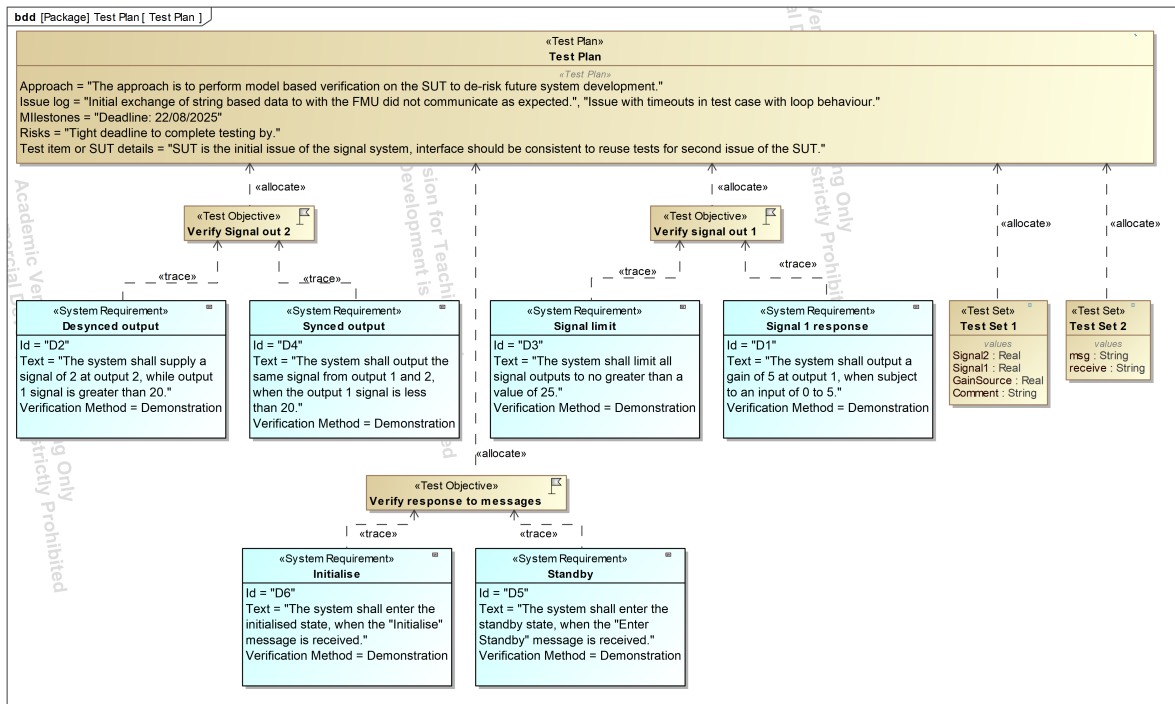 bdd [Package] Test Plan [ Test Plan ]
«Test Plan»
Test Plan
«Test Plan»
Approach = "The approach is to perform model based verification on the SUT to de-risk future system development."
Issue log = "Initial exchange of string based data to with the FMU did not communicate as expected.", "Issue with timeouts in test case with loop behaviour."
MIlestones = "Deadline: 22/08/2025"
Risks = "Tight deadline to complete testing by."
Test item or SUT details = "SUT is the initial issue of the signal system, interface should be consistent to reuse tests for second issue of the SUT."
«allocate»
«allocate»
«allocate»
«allocate»
«allocate»
«Test Objective»
Verify Signal out 2
«Test Objective»
Verify signal out 1
«trace»
«trace»
«trace»
«trace»
«System Requirement»
Desynced output
Id = "D2"
Text = "The system shall supply a
signal of 2 at output 2, while output
1 signal is greater than 20."
Verification Method = Demonstration
«System Requirement»
Synced output
Id = "D4"
Text = "The system shall output the
same signal from output 1 and 2,
when the output 1 signal is less
than 20."
Verification Method = Demonstration
«System Requirement»
Signal limit
Id = "D3"
Text = "The system shall limit all
signal outputs to no greater than a
value of 25."
Verification Method = Demonstration
«System Requirement»
Signal 1 response
Id = "D1"
Text = "The system shall output a
gain of 5 at output 1, when subject
to an input of 0 to 5."
Verification Method = Demonstration
«Test Set»
Test Set 1
values
Signal2 : Real
Signal1 : Real
GainSource : Real
Comment : String
«Test Set»
Test Set 2
values
msg : String
receive : String
«Test Objective»
Verify response to messages
«trace»
«trace»
«System Requirement»
Initialise
Id = "D6"
Text = "The system shall enter the
initialised state, when the "Initialise"
message is received."
Verification Method = Demonstration
«System Requirement»
Standby
Id = "D5"
Text = "The system shall enter the
standby state, when the "Enter
Standby" message is received."
Verification Method = Demonstration
Academic Ver
ng Only
strictly Prohibited
sion for Teachi
Development is
ng Only
strictly Prohibited